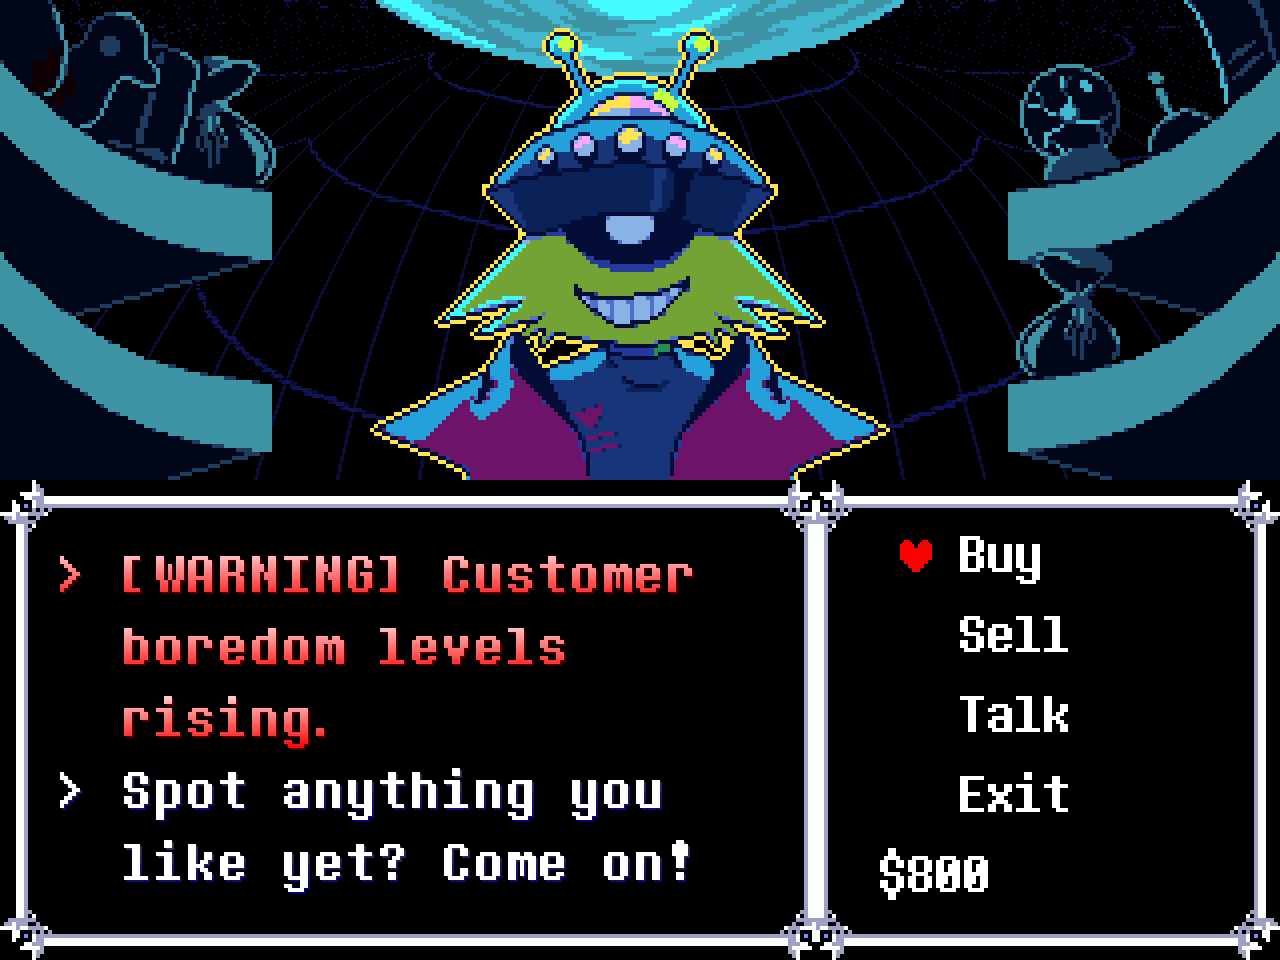 > [WARNING] Customer
boredom levels
rising.
> Spot anything you
like yet? Come on!
Buy
Sell
Talk
Exit
$800